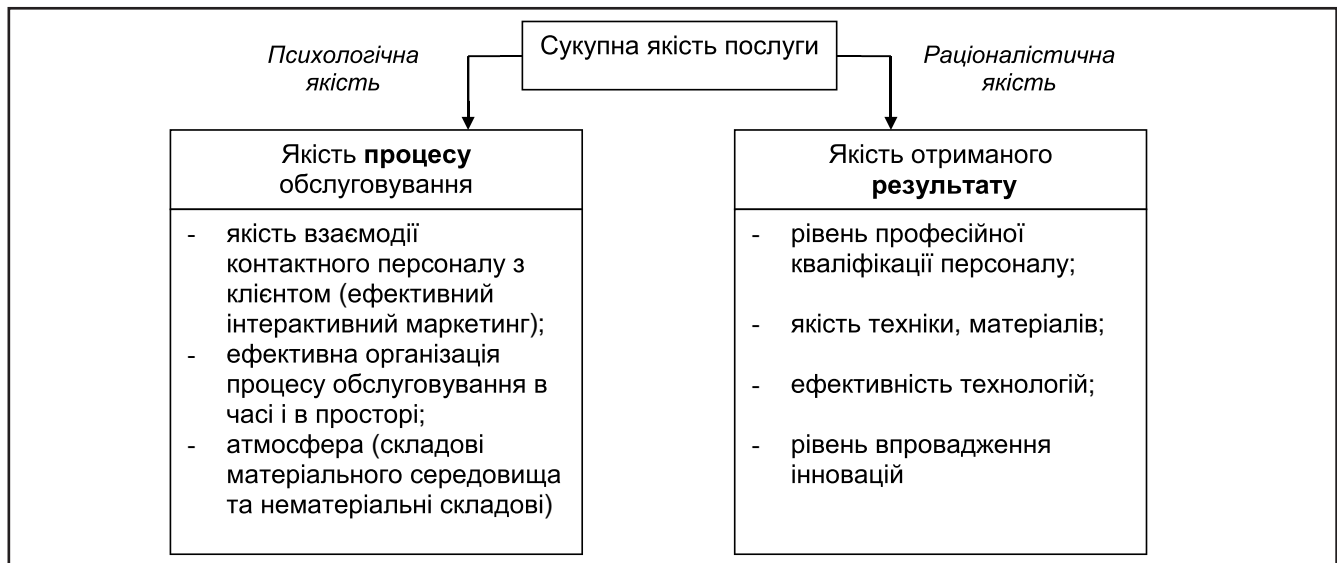 Сукупна якість послуги
Психологічна
якість
Раціоналістична
якість
Якість процесу
обслуговування
- якість взаємодії
контактного персоналу з
клієнтом (ефективний
інтерактивний маркетинг);
- ефективна організація
процесу обслуговування в
часі і в просторі;
- атмосфера (складові
матеріального середовища
та нематеріальні складові)
Якість отриманого
результату
- рівень професійної
кваліфікації персоналу;
- якість техніки, матеріалів;
- ефективність технологій;
- рівень впровадження
інновацій